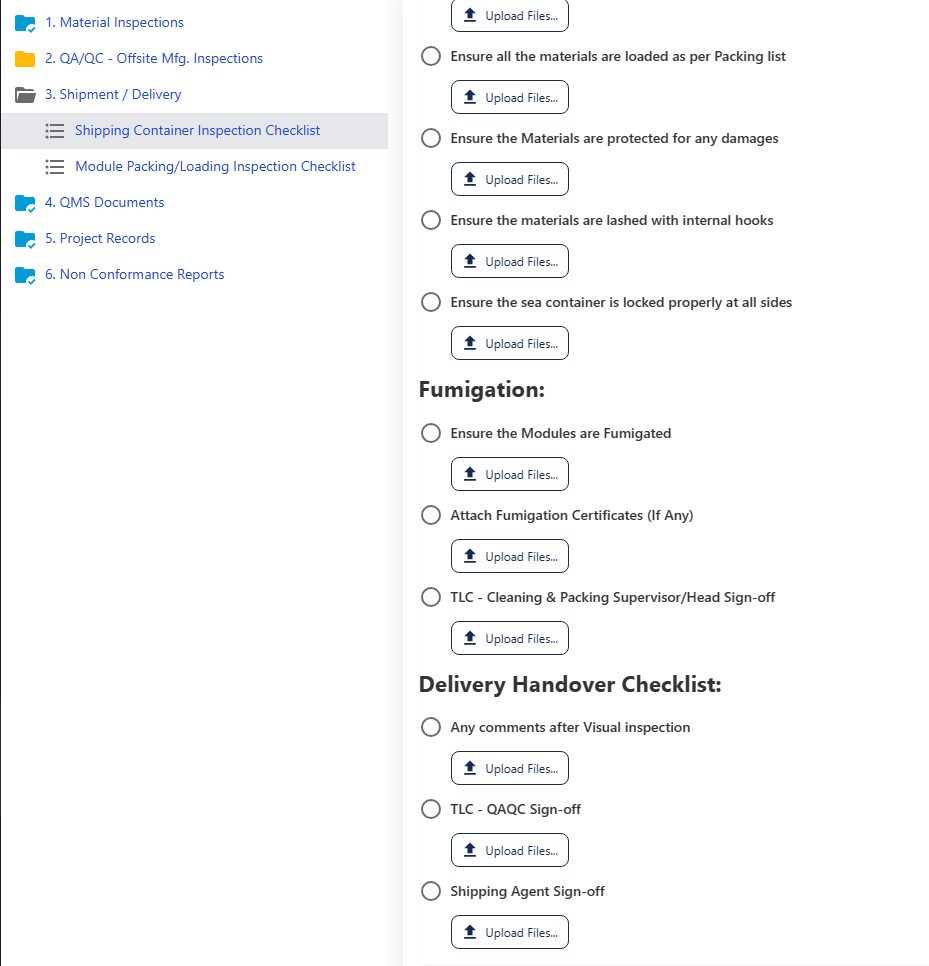 1. Material Inspections
2. QA/QC - Offsite Mfg. Inspections
3. Shipment / Delivery
Shipping Container Inspection Checklist
Module Packing/Loading Inspection Checklist
4. QMS Documents
5. Project Records
6. Non Conformance Reports
Upload Files...
Ensure all the materials are loaded as per Packing list
Upload Files...
Ensure the Materials are protected for any damages
Upload Files...
Ensure the materials are lashed with internal hooks
Upload Files...
Ensure the sea container is locked properly at all sides
Upload Files...
Fumigation:
Ensure the Modules are Fumigated
Upload Files...
Attach Fumigation Certificates (If Any)
Upload Files...
TLC - Cleaning & Packing Supervisor/Head Sign-off
Upload Files...
Delivery Handover Checklist:
Any comments after Visual inspection
Upload Files...
TLC - QAQC Sign-off
Upload Files...
Shipping Agent Sign-off
Upload Files...